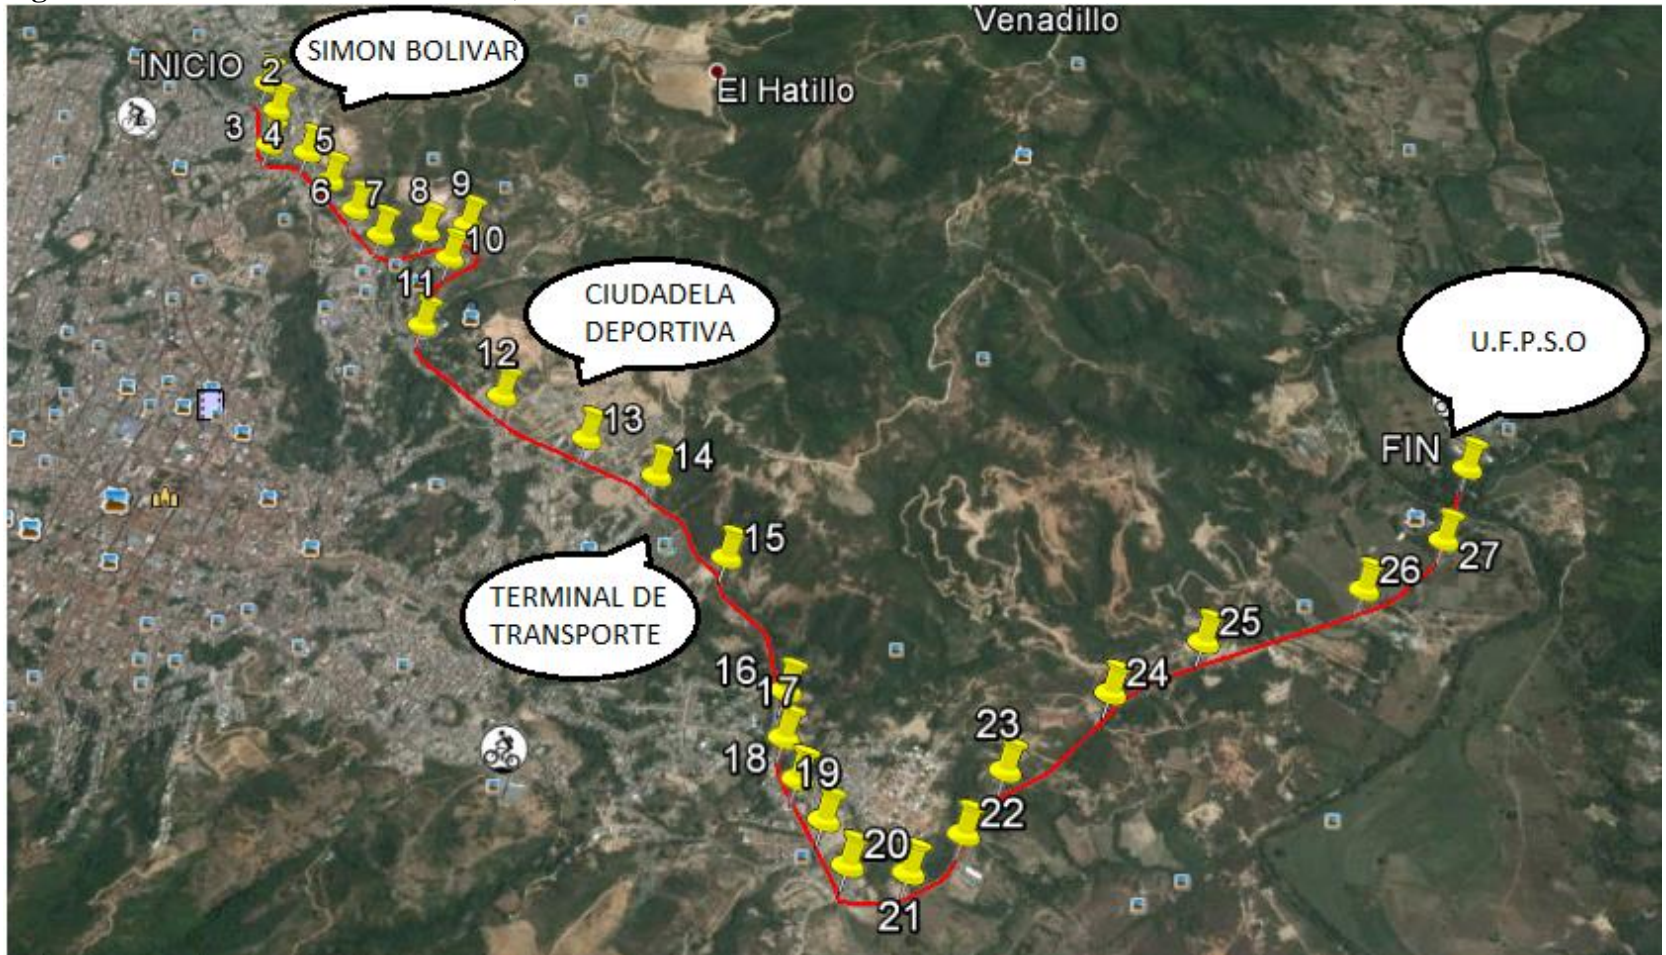 Venadillo
INICIO
2
SIMON BOLIVAR
El Hatillo
3
4
5
6
7
8
9
10
11
CIUDADELA
DEPORTIVA
12
13
14
U.F.P.S.O
FIN
15
TERMINAL DE
TRANSPORTE
16
17
18
19
20
21
22
23
24
25
26
27